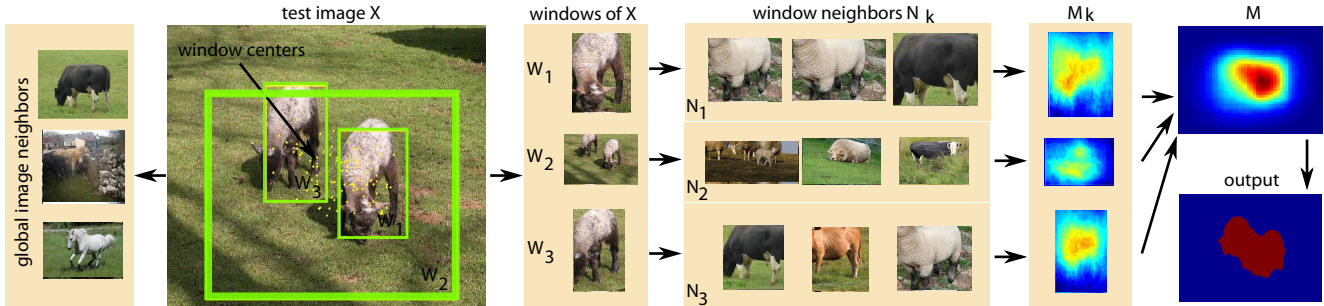 test image X
windows of X
window neighbors N k
M k
M
global image neighbors
window centers
W 3
W 1
W 2
W 1
W 2
W 3
N 1
N 2
N 3
output